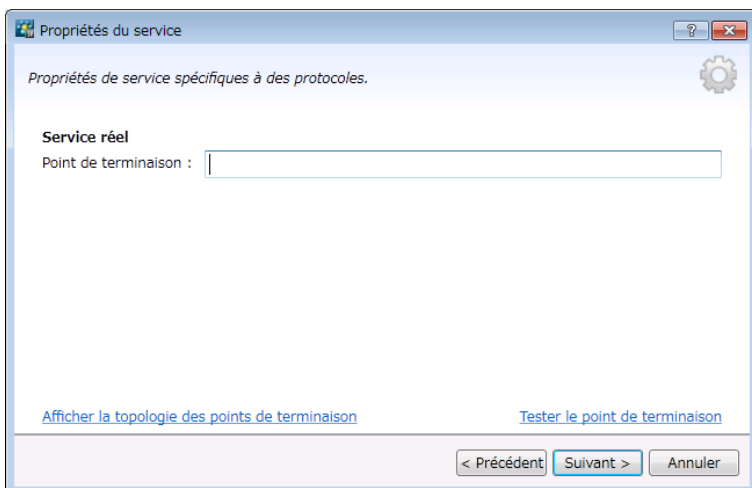 Propriétés du service
Propriétés de service spécifiques à des protocoles.
Service réel
Point de terminaison :
Afficher la topologie des points de terminaison
Tester le point de terminaison
< Précédent
Suivant >
Annuler